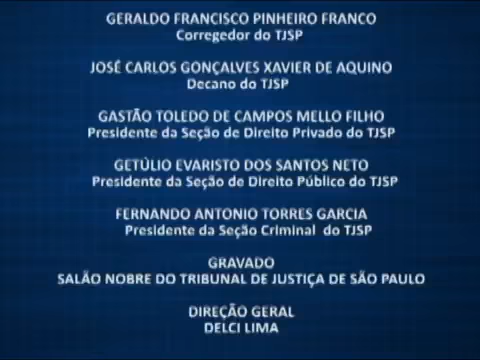 GERALDO FRANCISCO PINHEIRO FRANCO
Corregedor do TJSP
JOSÉ CARLOS GONÇALVES XAVIER DE AQUINO
Decano do TJSP
GASTÃO TOLEDO DE CAMPOS MELLO FILHO
Presidente da Seção de Direito Privado do TJSP
GETÚLIO EVARISTO DOS SANTOS NETO
Presidente da Seção de Direito Público do TJSP
FERNANDO ANTONIO TORRES GARCIA
Presidente da Seção Criminal do TJSP
GRAVADO
SALÃO NOBRE DO TRIBUNAL DE JUSTIÇA DE SÃO PAULO
DIREÇÃO GERAL
DELCI LIMA